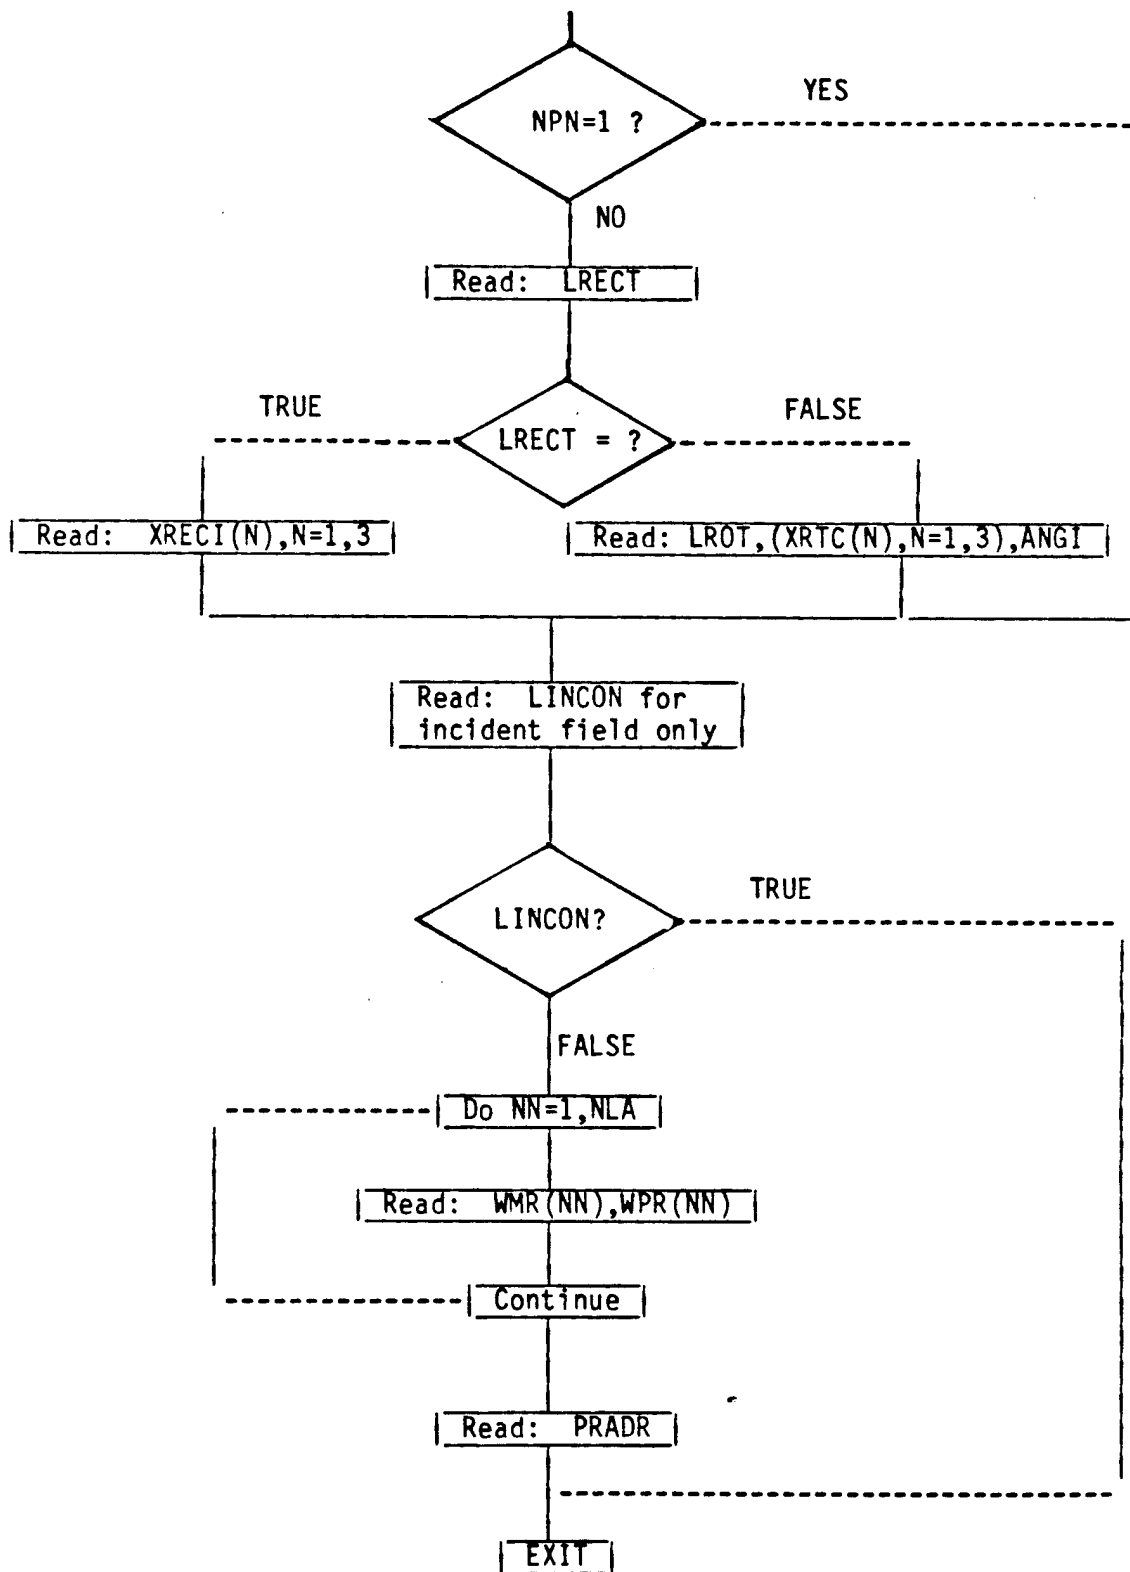 NPN=1 ?
YES
NO
Read: LRECT
TRUE
LRECT = ?
FALSE
Read: XRECI(N),N=1,3
Read: LROT,(XRTC(N),N=1,3),ANGI
Read: LINCON for
incident field only
LINCON?
TRUE
FALSE
Do NN=1,NLA
Read: WMR(NN),WPR(NN)
Continue
Read: PRADR
EXIT